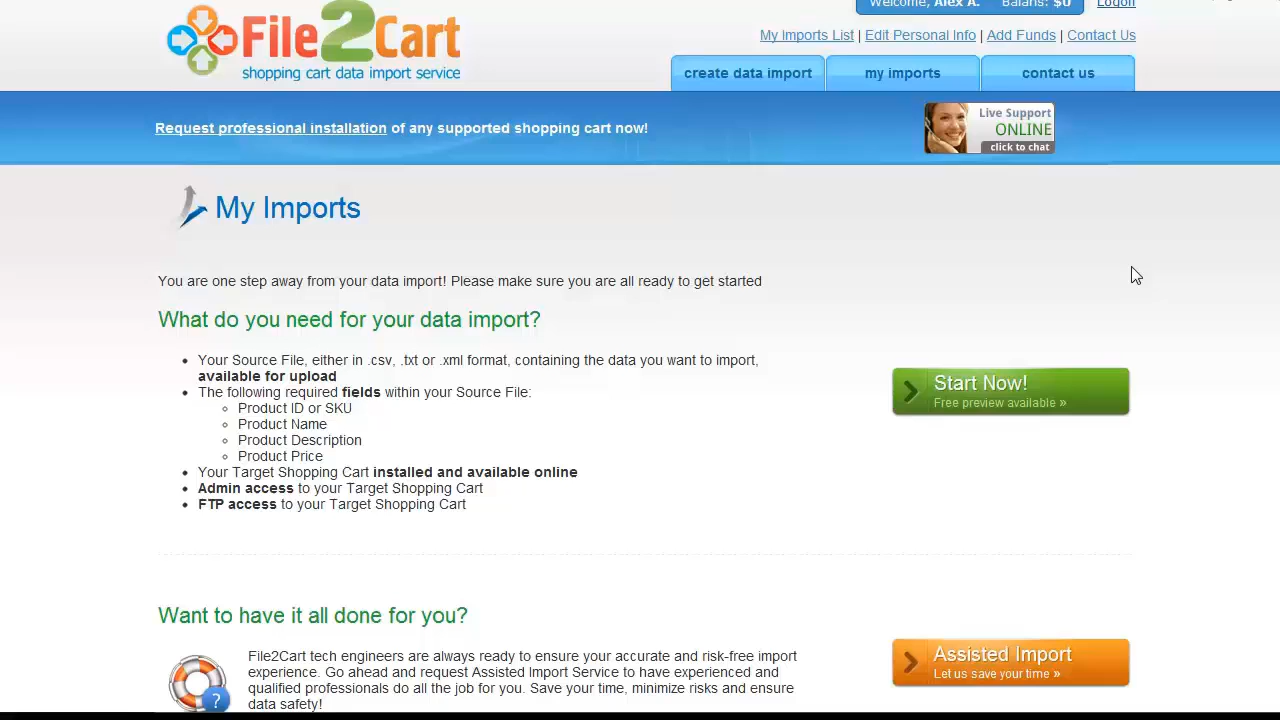 Welcome, Alex A. Balans: $0 Logoff
File2Cart
shopping cart data import service
My Imports List | Edit Personal Info | Add Funds | Contact Us
create data import my imports contact us
Request professional installation of any supported shopping cart now!
Live Support
ONLINE
click to chat
My Imports
You are one step away from your data import! Please make sure you are all ready to get started
What do you need for your data import?
• Your Source File, either in .csv, .txt or .xml format, containing the data you want to import,
available for upload
• The following required fields within your Source File:
Product ID or SKU
Product Name
Product Description
Product Price
• Your Target Shopping Cart installed and available online
• Admin access to your Target Shopping Cart
• FTP access to your Target Shopping Cart
Start Now!
Free preview available »
Want to have it all done for you?
File2Cart tech engineers are always ready to ensure your accurate and risk-free import
experience. Go ahead and request Assisted Import Service to have experienced and
qualified professionals do all the job for you. Save your time, minimize risks and ensure
data safety!
?
Assisted Import
Let us save your time »